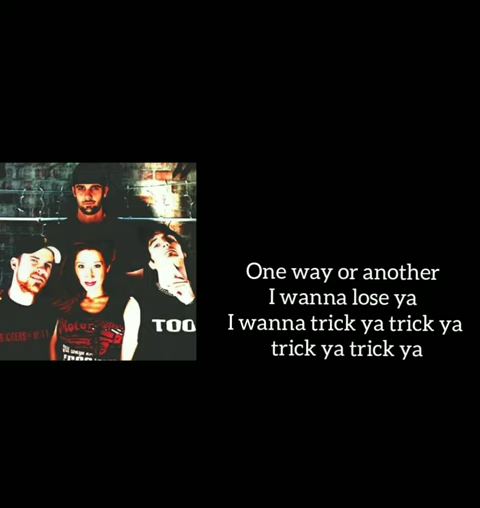 One way or another
I wanna lose ya
I wanna trick ya trick ya
trick ya trick ya
TOO